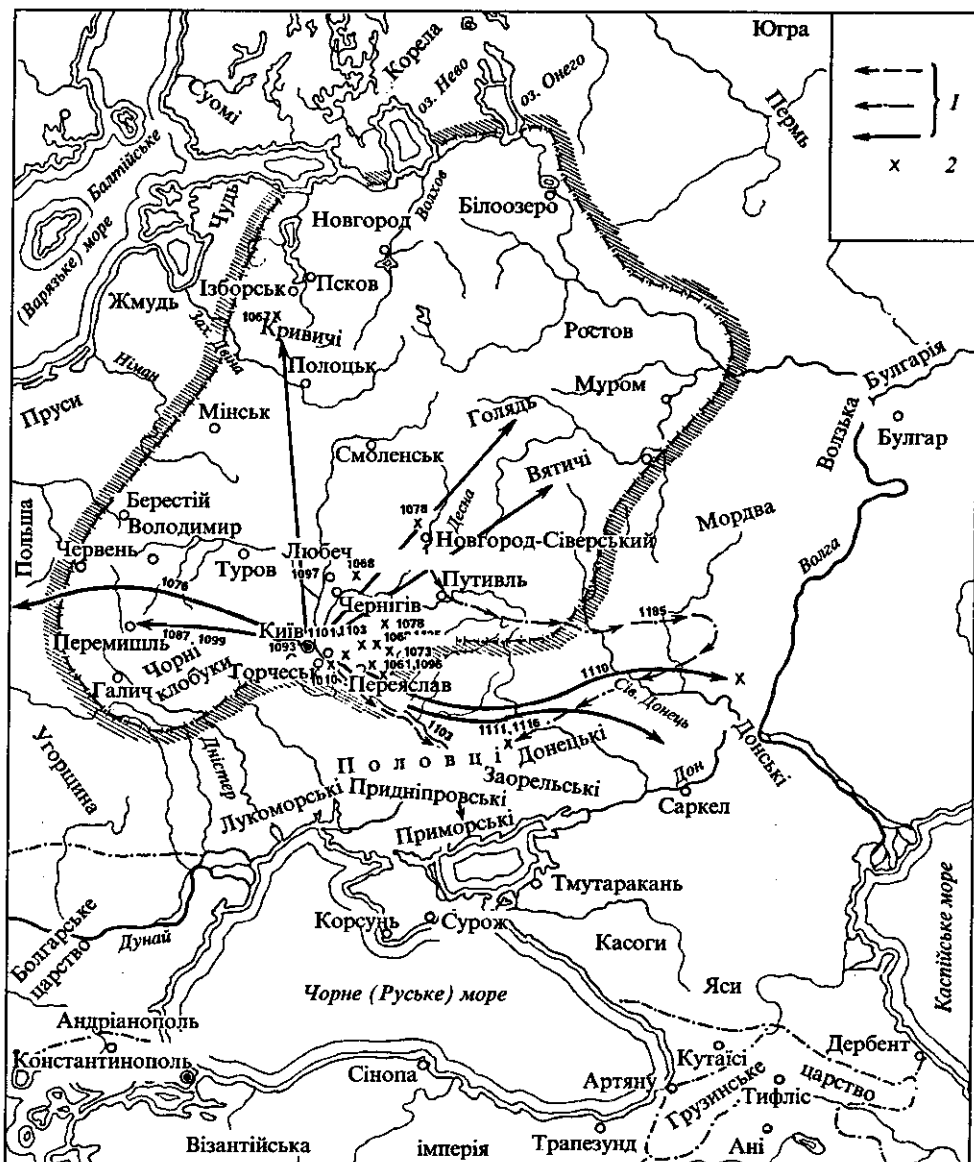 Югра
Корела
оз. Нево
оз. Онего
Суомі
Пермь
1
2
Балтійське
(Варязьке) море
Чудь
Новгород
Волхов
Білоозеро
Ізборськ
Псков
Жмудь
Зах. Двіна
1067
Кривичі
Ростов
Полоцьк
Німан
Муром
Волзька
Булгарія
Пруси
Мінськ
Голядь
Булгар
Смоленськ
Вятичі
Польша
Берестій
1078
Десна
Мордва
Володимир
Новгород-Сіверський
Волга
Червень
Туров
Любеч
1097
1068
Путивль
1076
Чернігів
1078
1185
Київ
1101
1103
Перемишль
1087
1099
1093
1073
1061, 1096
1110
Чорні
клобуки
Торчеськ
Переяслав
Галич
Сів. Донець
1102
1111, 1116
Донецькі
Донські
Угорщина
Дністер
Половці
Заорельські
Дон
Лукоморські
Придніпровські
Саркел
Приморські
Тмутаракань
Корсунь
Сурож
Касоги
Болгарське
царство
Дунай
Каспійське море
Чорне (Руське) море
Яси
Андріанополь
Константинополь
Сінопа
Кутаїсі
Дербент
Артяну
Грузинське
царство
Тифліс
Візантійська
імперія
Трапезунд
Ані